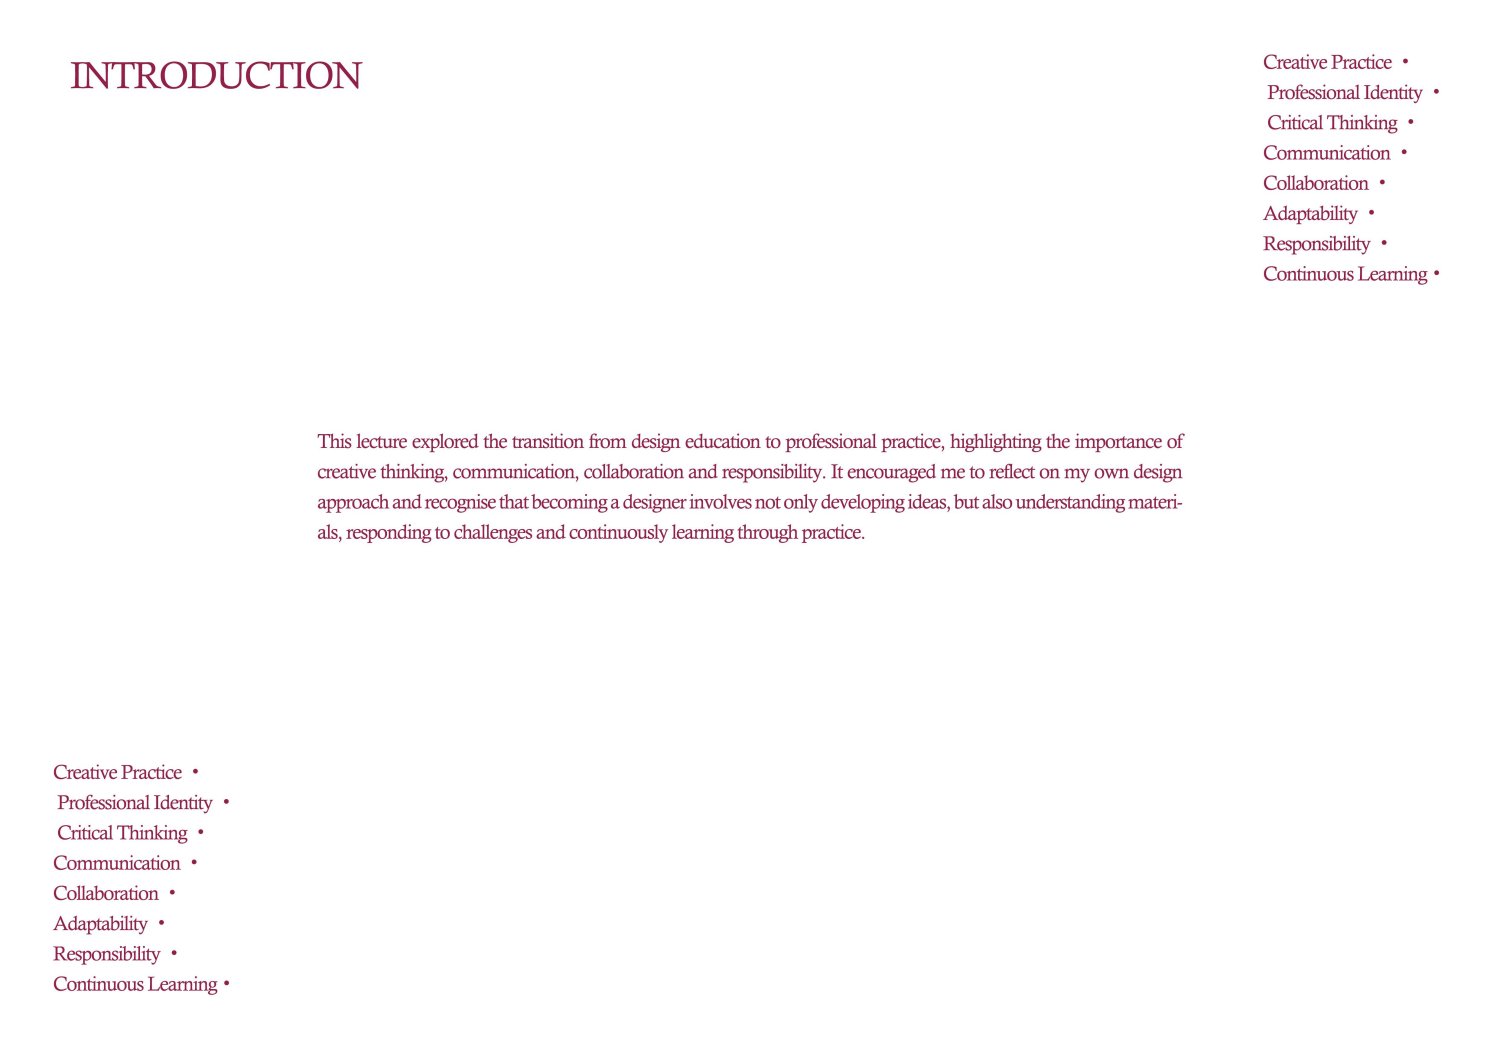 INTRODUCTION
Creative Practice •
Professional Identity •
Critical Thinking •
Communication •
Collaboration •
Adaptability •
Responsibility •
Continuous Learning •
This lecture explored the transition from design education to professional practice, highlighting the importance of
creative thinking, communication, collaboration and responsibility. It encouraged me to reflect on my own design
approach and recognise that becoming a designer involves not only developing ideas, but also understanding materi-
als, responding to challenges and continuously learning through practice.
Creative Practice •
Professional Identity •
Critical Thinking •
Communication •
Collaboration •
Adaptability •
Responsibility •
Continuous Learning •